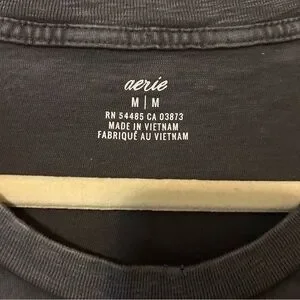 aerie
M | M
RN 54485 CA 03873
MADE IN VIETNAM
FABRIQUÉ AU VIETNAM